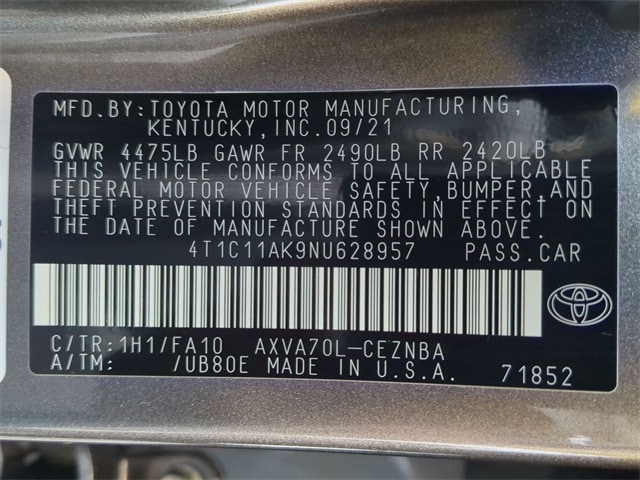 MFD.BY:TOYOTA MOTOR MANUFACTURING,
KENTUCKY,INC.09/21
GVWR 4475LB GAWR FR 2490LB RR 2420LB
THIS VEHICLE CONFORMS TO ALL APPLICABLE
FEDERAL MOTOR VEHICLE SAFETY,BUMPER,AND
THEFT PREVENTION STANDARDS IN EFFECT ON
THE DATE OF MANUFACTURE SHOWN ABOVE.
4T1C11AK9NU628957 PASS.CAR
C/TR:1H1/FA10 AXVA70L-CEZNBA
A/TM: /UB80E MADE IN U.S.A. 71852